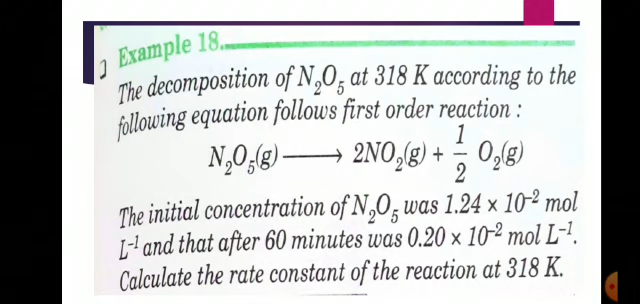 Example 18.
The decomposition of N₂O₅ at 318 K according to the
following equation follows first order reaction :
N₂O₅(g) ⟶ 2NO₂(g) + 1/2 O₂(g)
The initial concentration of N₂O₅ was 1.24 × 10⁻² mol
L⁻¹ and that after 60 minutes was 0.20 × 10⁻² mol L⁻¹.
Calculate the rate constant of the reaction at 318 K.